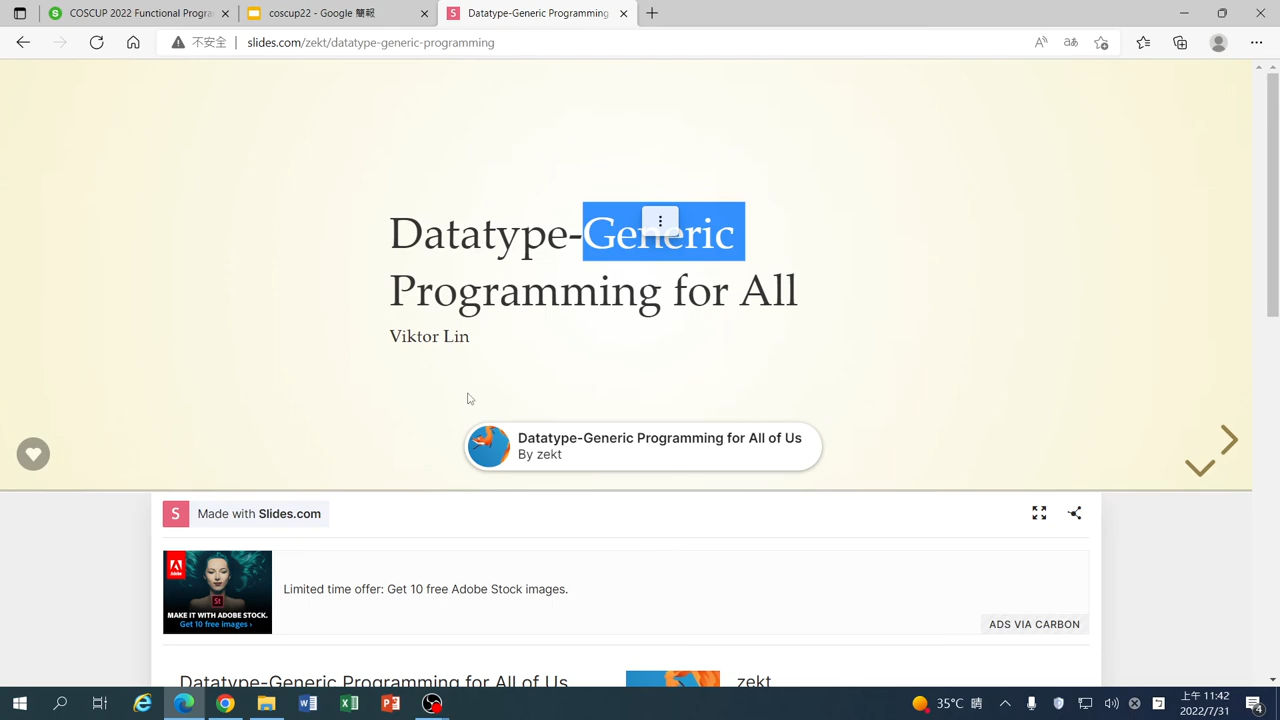 COSCUP 2022 Functional Progra
coscup22 - Google 簡報
Datatype-Generic Programming
不安全
slides.com/zekt/datatype-generic-programming
Datatype-Generic
Programming for All
Viktor Lin
Datatype-Generic Programming for All of Us
By zekt
S Made with Slides.com
Adobe
St
MAKE IT WITH ADOBE STOCK.
Get 10 free images ›
Limited time offer: Get 10 free Adobe Stock images.
ADS VIA CARBON
Datatype-Generic Programming for All of Us
zekt
35°C 晴
上午 11:42
2022/7/31
4